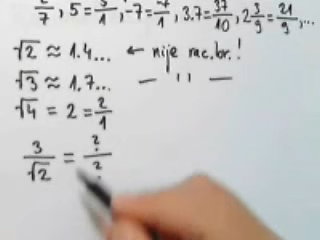 2/7, 5 = 5/1, -7 = -7/1, 3.7 = 37/10, 2 3/9 = 21/9, ...
√2 ≈ 1.4... ← nije rac. br.!
√3 ≈ 1.7... — 〃 —
√4 = 2 = 2/1
3/√2 = ?/?